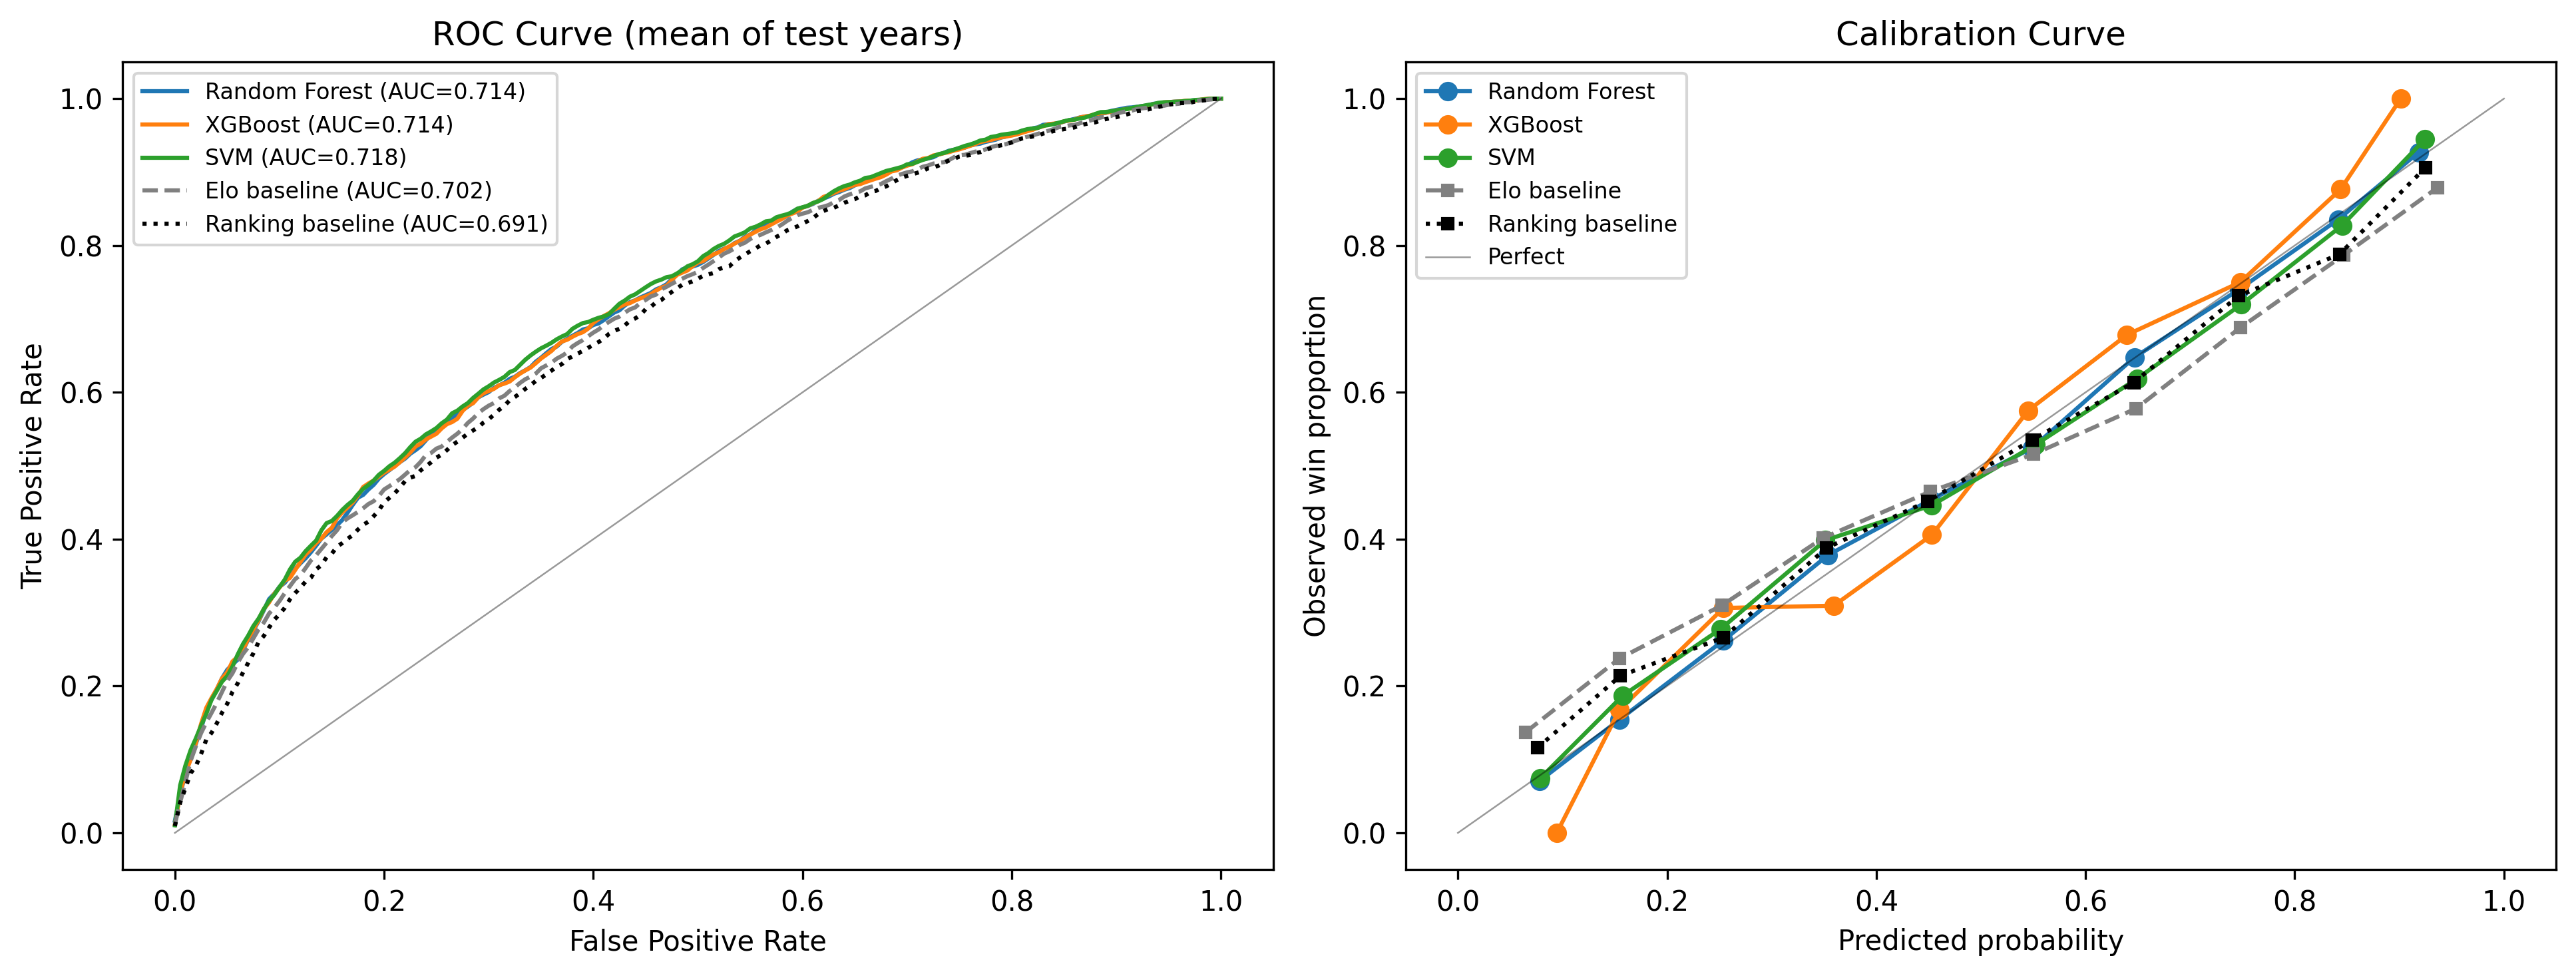 ROC Curve (mean of test years)
Random Forest (AUC=0.714)
XGBoost (AUC=0.714)
SVM (AUC=0.718)
Elo baseline (AUC=0.702)
Ranking baseline (AUC=0.691)
True Positive Rate
1.0
0.8
0.6
0.4
0.2
0.0
0.0 0.2 0.4 0.6 0.8 1.0
False Positive Rate
Calibration Curve
Random Forest
XGBoost
SVM
Elo baseline
Ranking baseline
Perfect
Observed win proportion
1.0
0.8
0.6
0.4
0.2
0.0
0.0 0.2 0.4 0.6 0.8 1.0
Predicted probability